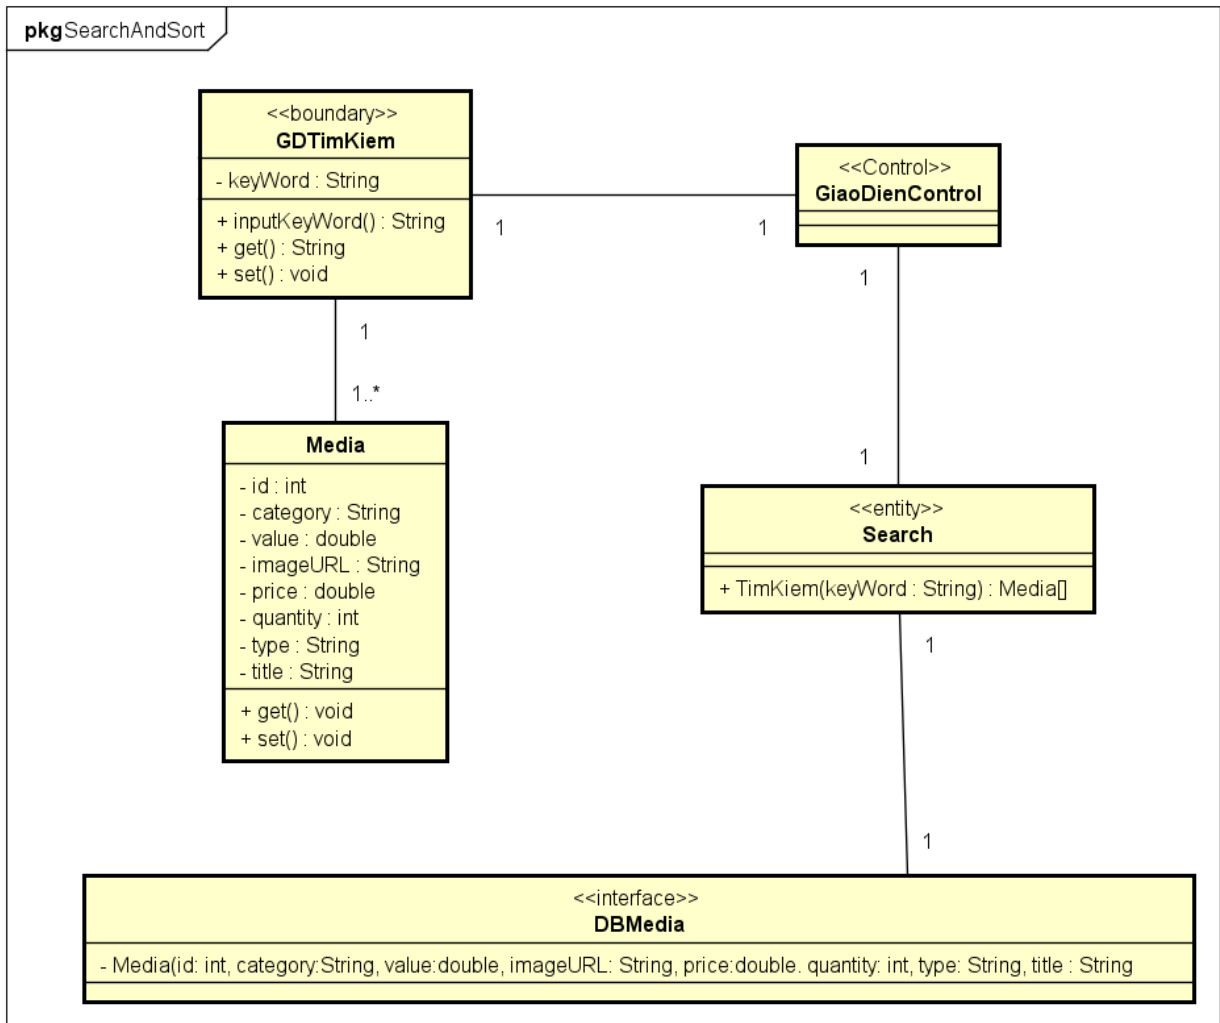 pkg SearchAndSort
<<boundary>>
GDTimKiem
- keyWord : String
+ inputKeyWord() : String
+ get() : String
+ set() : void
<<Control>>
GiaoDienControl
1
1
1
1
1..*
1
Media
- id : int
- category : String
- value : double
- imageURL : String
- price : double
- quantity : int
- type : String
- title : String
+ get() : void
+ set() : void
<<entity>>
Search
+ TimKiem(keyWord : String) : Media[]
1
1
<<interface>>
DBMedia
- Media(id: int, category:String, value:double, imageURL: String, price:double. quantity: int, type: String, title : String